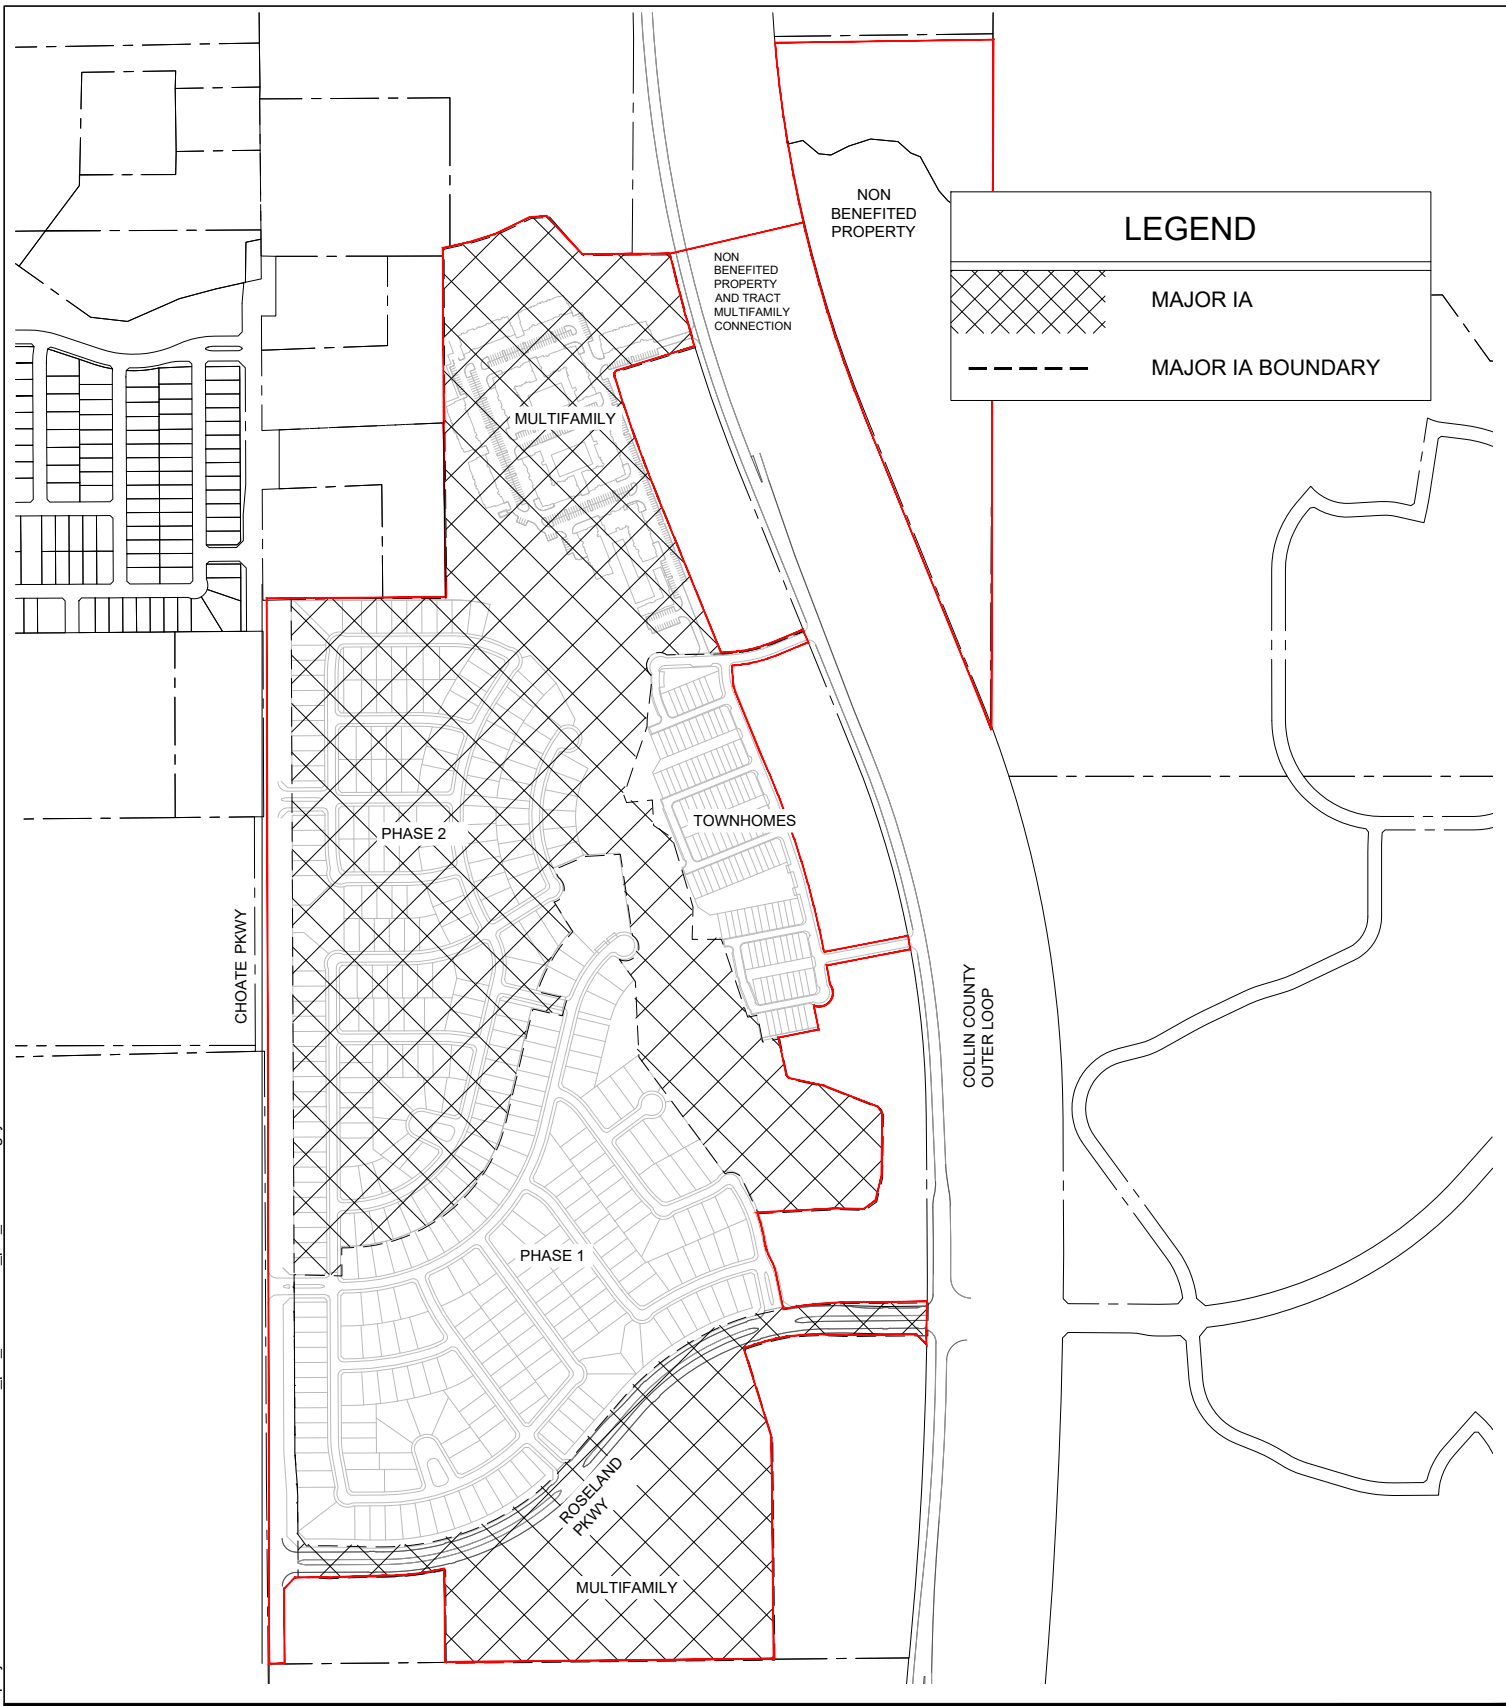 NON
BENEFITED
PROPERTY
LEGEND
NON
BENEFITED
PROPERTY
AND TRACT
MULTIFAMILY
CONNECTION
MAJOR IA
MAJOR IA BOUNDARY
MULTIFAMILY
TOWNHOMES
PHASE 2
CHOATE PKWY
COLLIN COUNTY
OUTER LOOP
PHASE 1
ROSELAND
PKWY
MULTIFAMILY